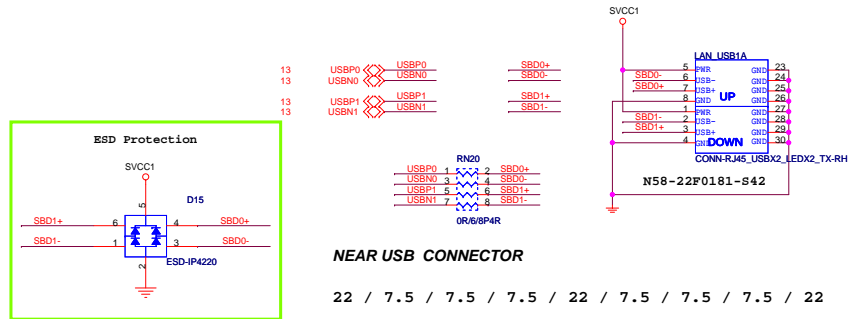 SVCC1
LAN_USB1A
13 USBP0 USBP0 SBD0+
13 USBN0 USBN0 SBD0-
13 USBP1 USBP1 SBD1+
13 USBN1 USBN1 SBD1-
5 PWR GND 23
SBD0- 6 USB- GND 24
SBD0+ 7 USB+ GND 25
8 GND UP GND 26
1 PWR GND 27
SBD1- 2 USB- GND 28
SBD1+ 3 USB+ GND 29
4 GND DOWN GND 30
CONN-RJ45_USBX2_LEDX2_TX-RH
N58-22F0181-S42
ESD Protection
SVCC1
D15
5
SBD1+ 6 4 SBD0+
SBD1- 1 3 SBD0-
2
ESD-IP4220
RN20
USBP0 1 2 SBD0+
USBN0 3 4 SBD0-
USBP1 5 6 SBD1+
USBN1 7 8 SBD1-
0R/6/8P4R
NEAR USB CONNECTOR
22 / 7.5 / 7.5 / 7.5 / 22 / 7.5 / 7.5 / 7.5 / 22